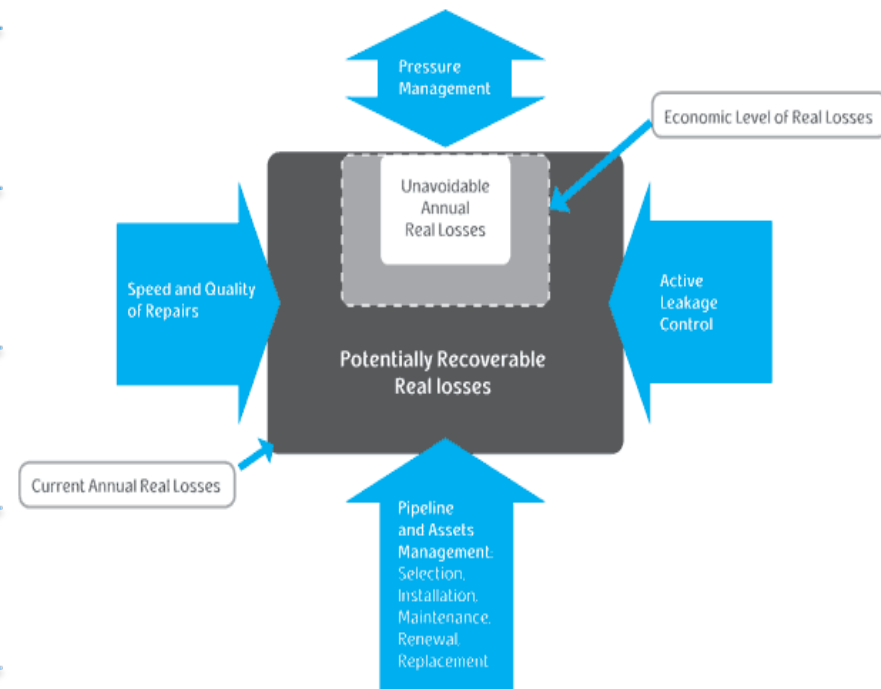 Pressure
Management
Economic Level of Real Losses
Unavoidable
Annual
Real Losses
Speed and Quality
of Repairs
Active
Leakage
Control
Potentially Recoverable
Real losses
Current Annual Real Losses
Pipeline
and Assets
Management:
Selection,
Installation,
Maintenance,
Renewal,
Replacement